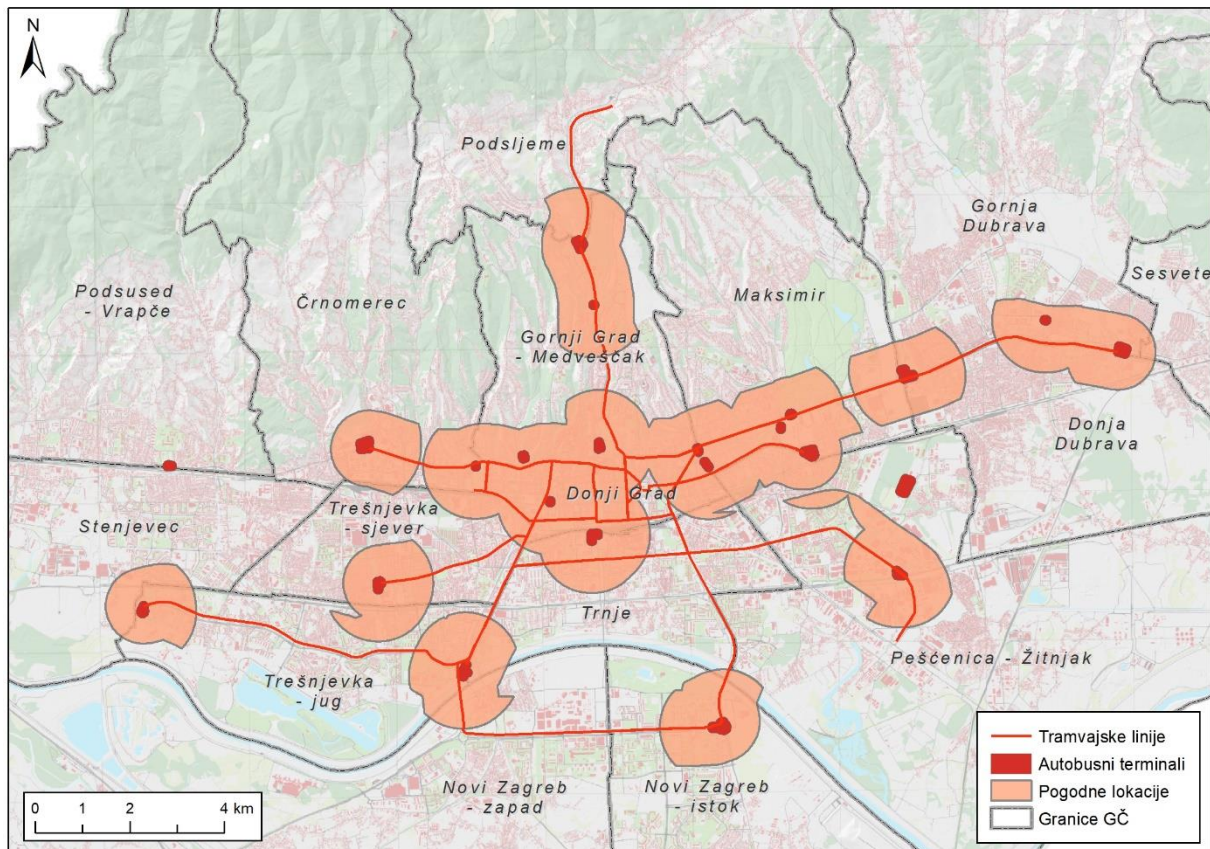 N
Podsljeme
Gornja
Dubrava
Sesvete
Podsused
- Vrapče
Črnomerec
Maksimir
Gornji Grad
- Medveščak
Donja
Dubrava
Donji Grad
Trešnjevka
- sjever
Stenjevec
Trnje
Pešćenica - Žitnjak
Trešnjevka
- jug
Novi Zagreb
- zapad
Novi Zagreb
- istok
Tramvajske linije
Autobusni terminali
Pogodne lokacije
Granice GČ
0 1 2 4 km